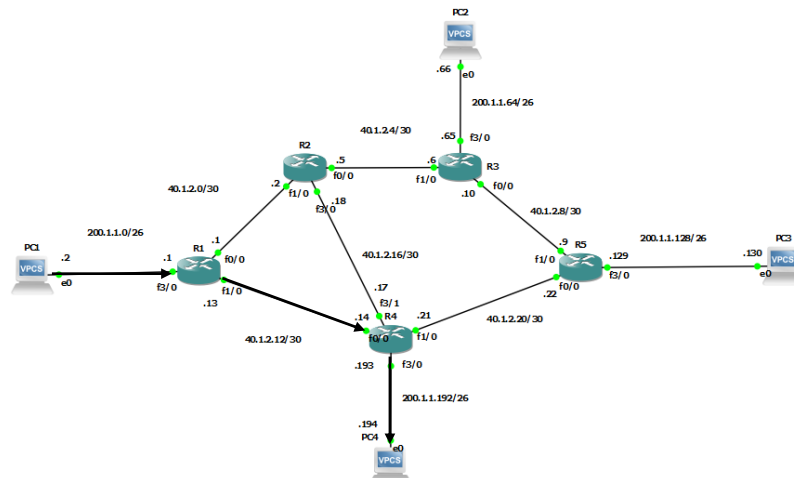 PC2
VPCS
.66
e0
200.1.1.64/26
40.1.2.4/30
.65
f3/0
R2
.5
.6
R3
f0/0
f1/0
f0/0
.10
40.1.2.0/30
.2
f1/0
.18
f3/0
40.1.2.8/30
200.1.1.0/26
.1
40.1.2.16/30
.9
R5
200.1.1.128/26
PC3
PC1
.2
.1
R1
f0/0
f1/0
.129
.130
VPCS
VPCS
e0
f3/0
f1/0
.17
f0/0
f3/0
e0
.13
f3/1
.22
.14
R4
.21
40.1.2.20/30
40.1.2.12/30
f0/0
f1/0
.193
f3/0
200.1.1.192/26
.194
PC4
e0
VPCS